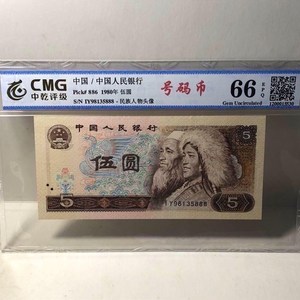 CMG
中乾评级
中国 / 中国人民银行
Pick# 886 1980年 伍圆
S/N IY98135888 - 民族人物头像
号码币
66 EPQ
Gem Uncirculated
中国人民银行
5
伍圆
5
IY98135888